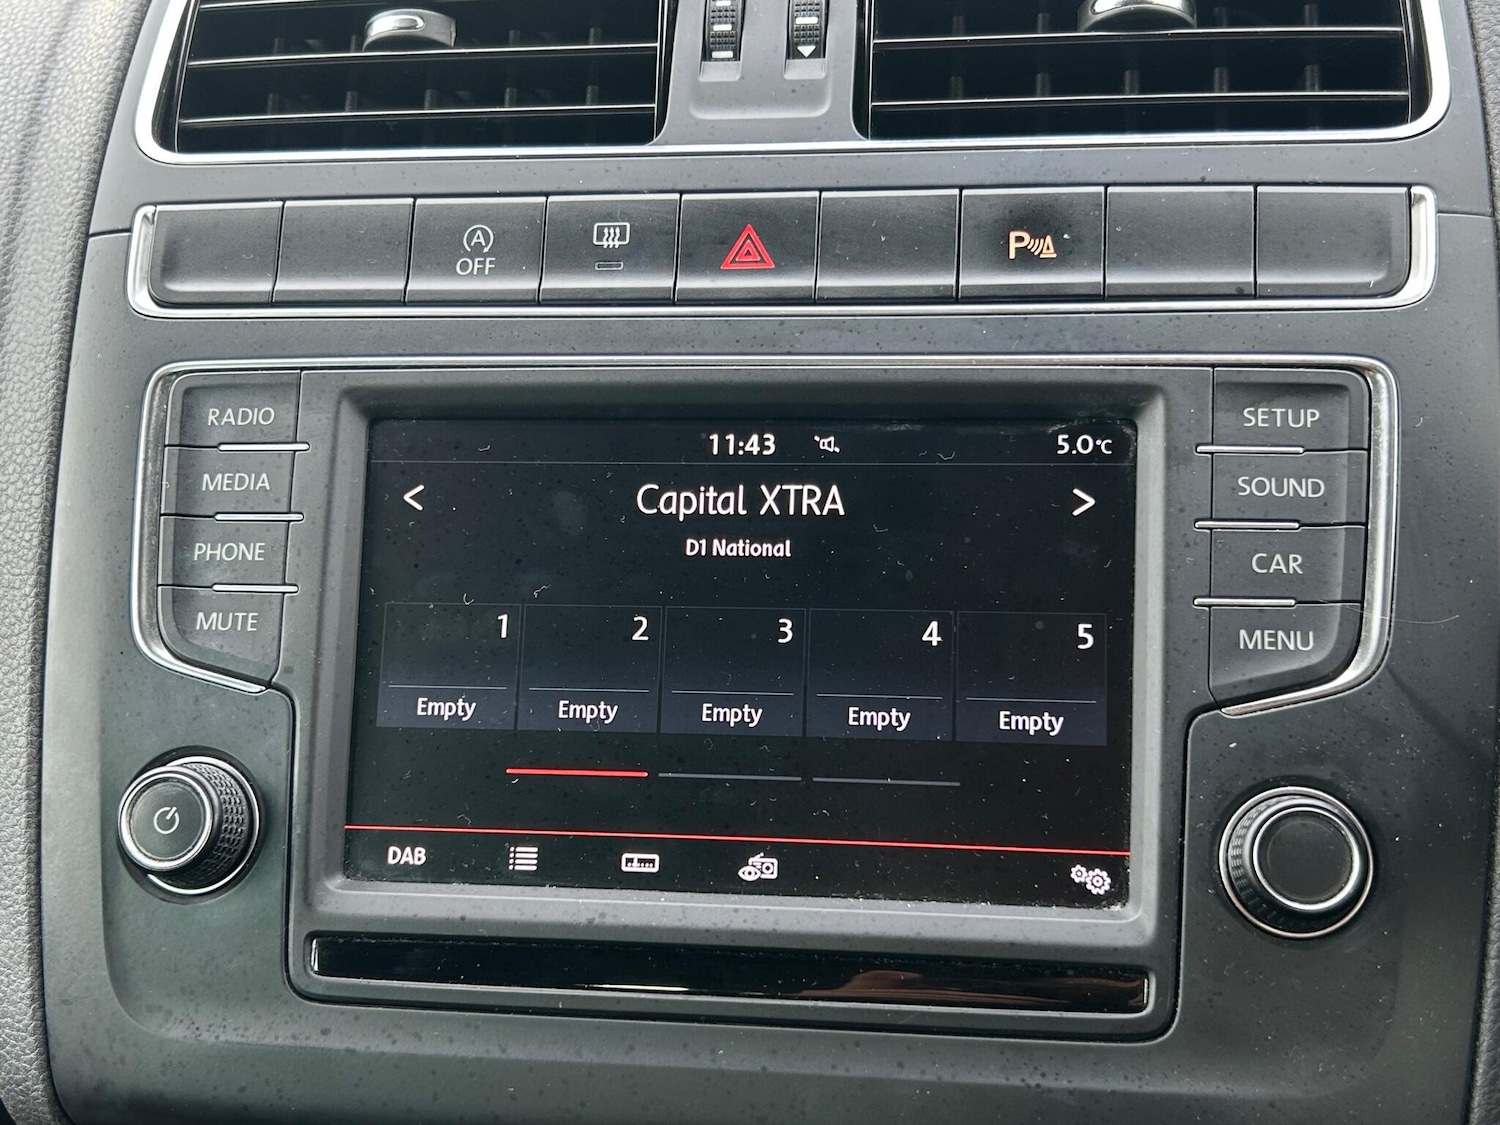 A
OFF
P
RADIO
MEDIA
PHONE
MUTE
11:43
5.0°C
< Capital XTRA >
D1 National
1 2 3 4 5
Empty Empty Empty Empty Empty
DAB
SETUP
SOUND
CAR
MENU